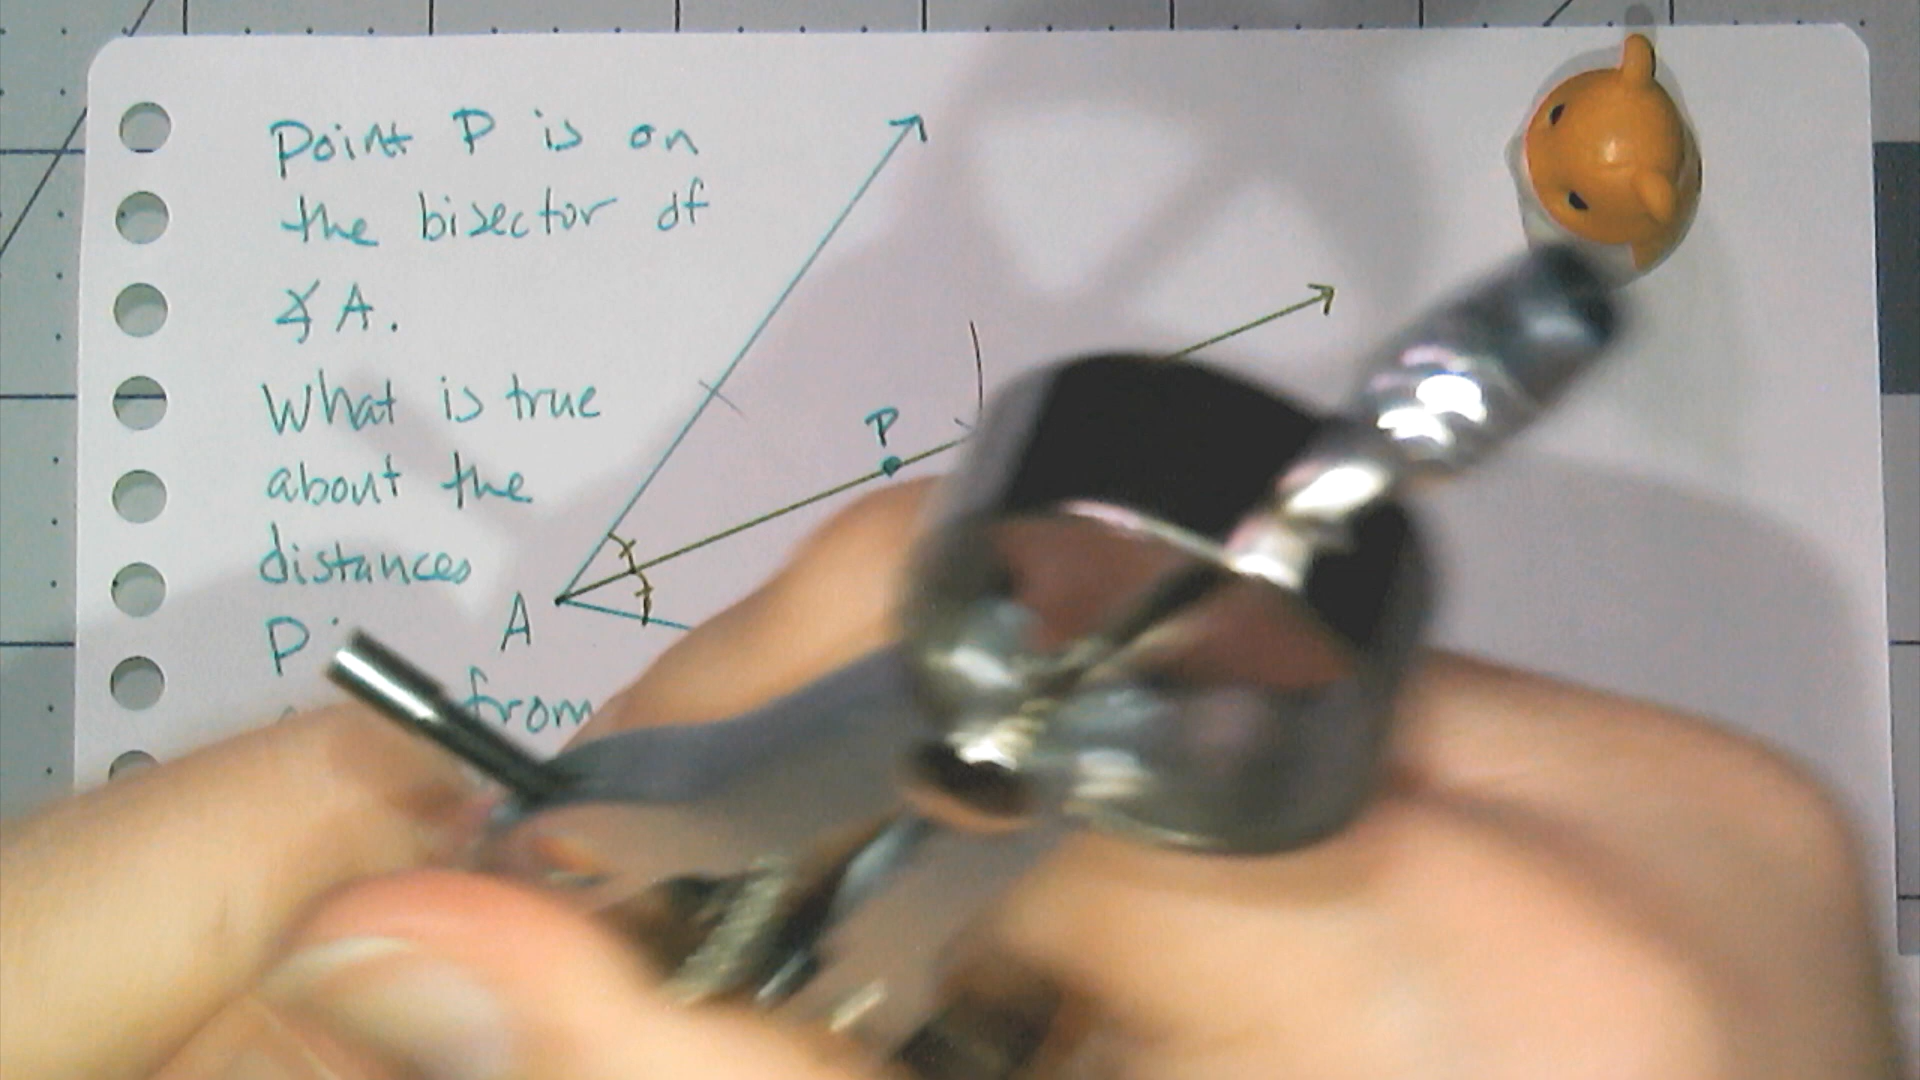 Point P is on
the bisector of
∡A.
What is true
about the
distances
from
P
A